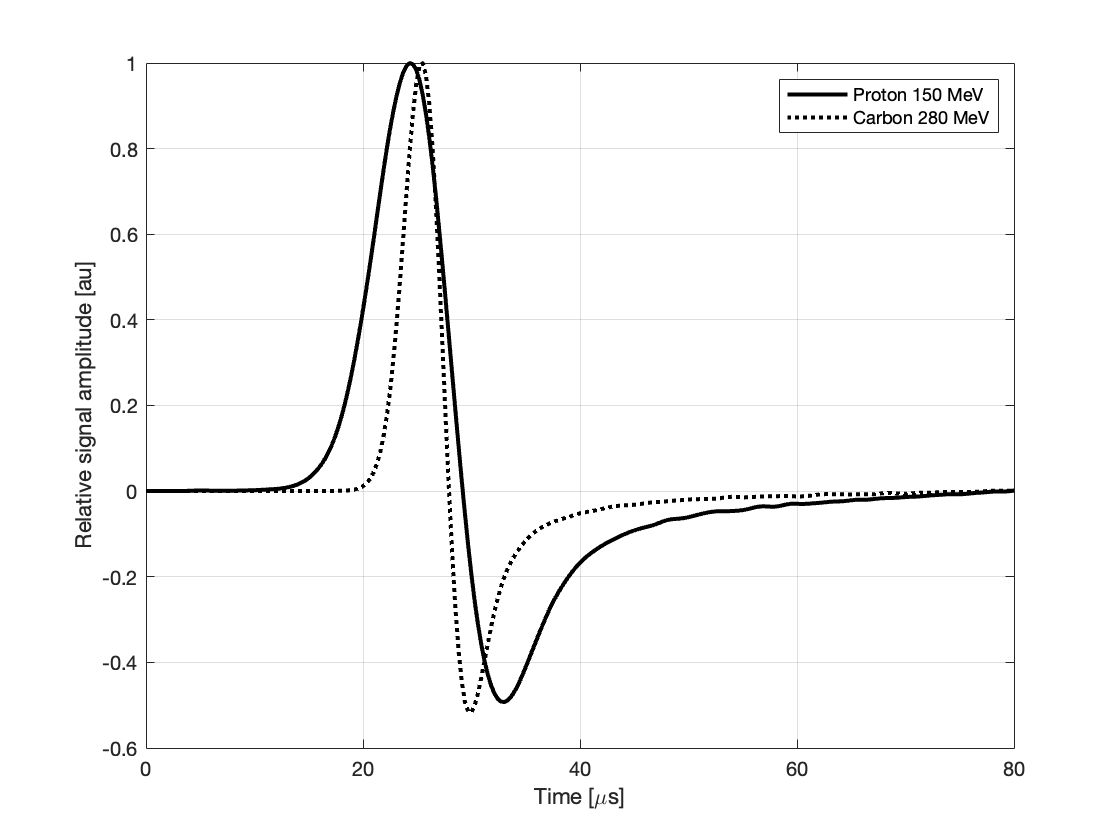 1
0.8
0.6
0.4
0.2
0
-0.2
-0.4
-0.6
Relative signal amplitude [au]
Proton 150 MeV
Carbon 280 MeV
0 20 40 60 80
Time [μs]